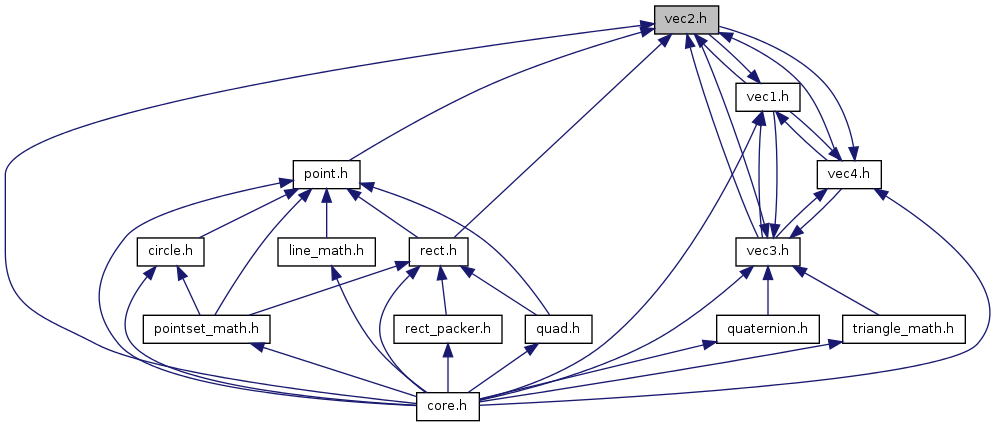 vec2.h
vec1.h
point.h
vec4.h
circle.h
line_math.h
rect.h
vec3.h
pointset_math.h
rect_packer.h
quad.h
quaternion.h
triangle_math.h
core.h